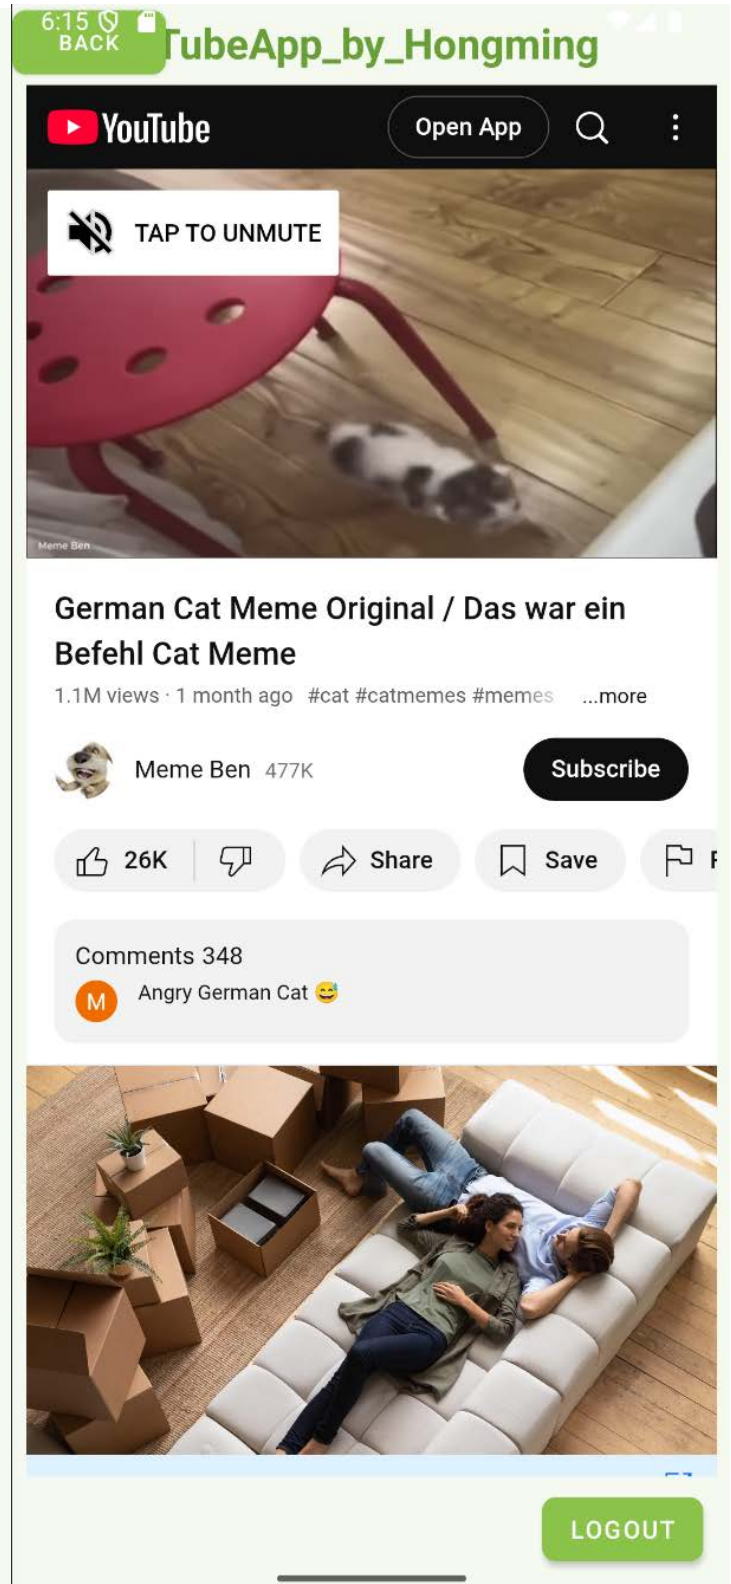 6:15
BACK
TubeApp_by_Hongming
YouTube
Open App
TAP TO UNMUTE
Meme Ben
German Cat Meme Original / Das war ein
Befehl Cat Meme
1.1M views · 1 month ago #cat #catmemes #memes ...more
Meme Ben 477K
Subscribe
26K
Share
Save
Comments 348
M
Angry German Cat 😅
LOGOUT